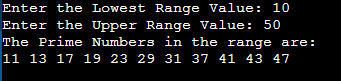 Enter the Lowest Range Value: 10
Enter the Upper Range Value: 50
The Prime Numbers in the range are:
11 13 17 19 23 29 31 37 41 43 47